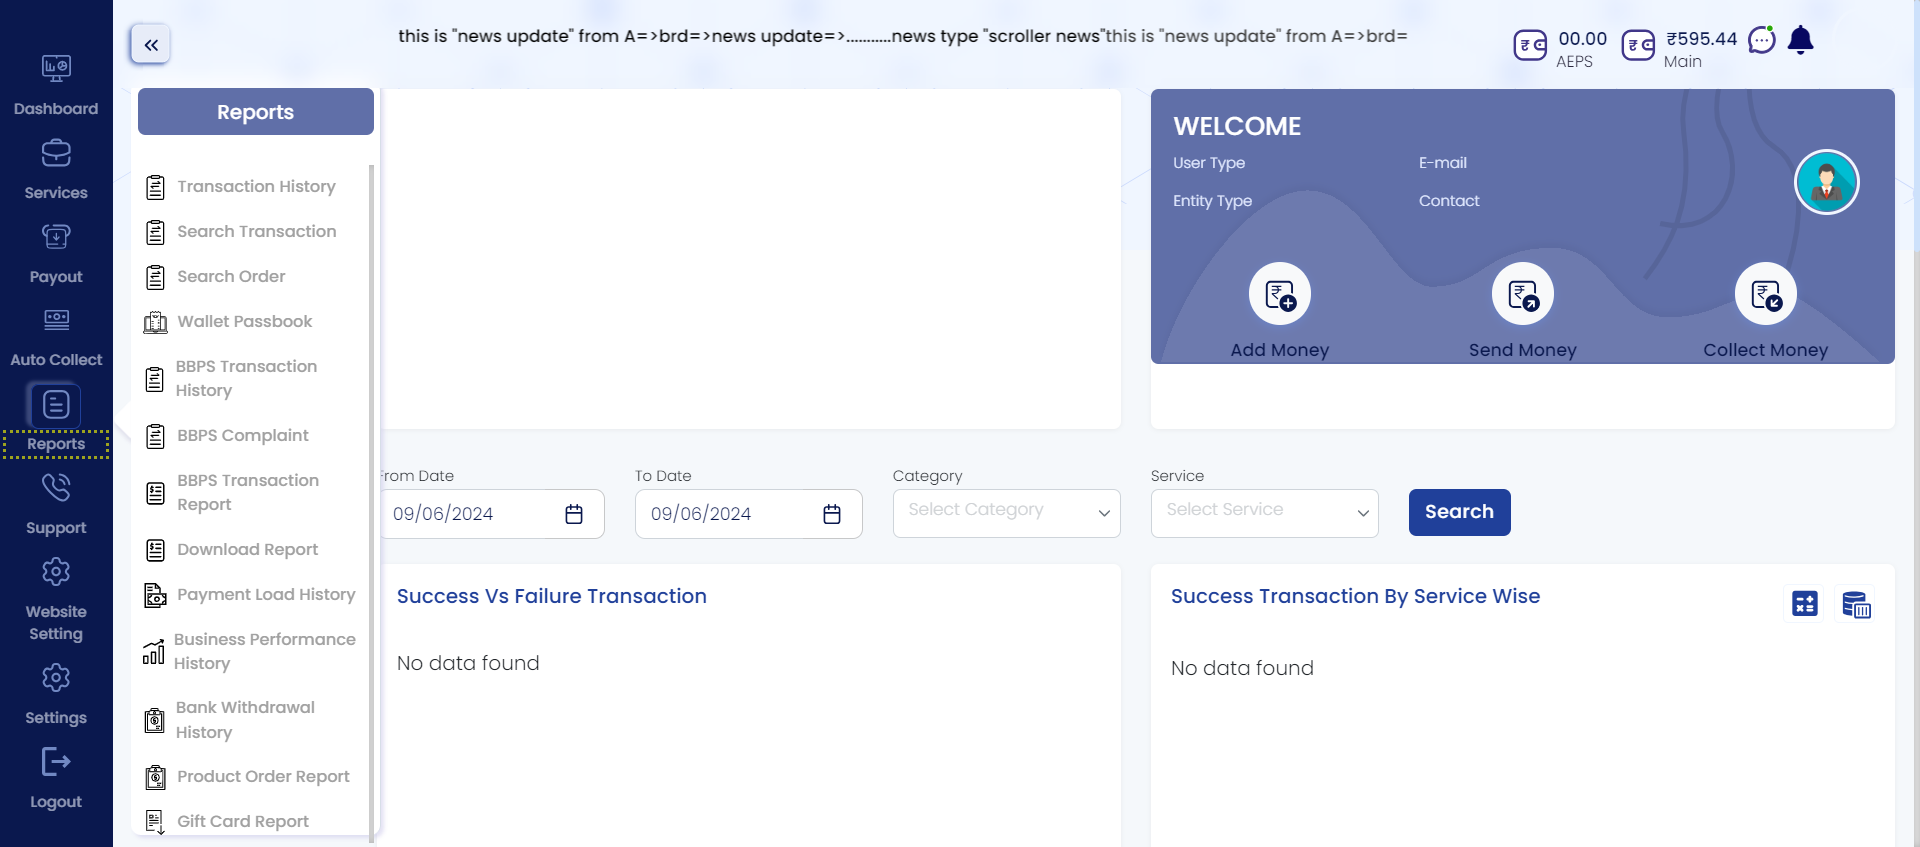 this is "news update" from A=>brd=>news update=>...........news type "scroller news"this is "news update" from A=>brd=
00.00
AEPS
₹595.44
Main
Dashboard
Services
Payout
Auto Collect
Reports
Support
Website
Setting
Settings
Logout
Reports
Transaction History
Search Transaction
Search Order
Wallet Passbook
BBPS Transaction
History
BBPS Complaint
BBPS Transaction
Report
Download Report
Payment Load History
Business Performance
History
Bank Withdrawal
History
Product Order Report
Gift Card Report
WELCOME
User Type
E-mail
Entity Type
Contact
Add Money
Send Money
Collect Money
From Date
To Date
Category
Service
09/06/2024
09/06/2024
Select Category
Select Service
Search
Success Vs Failure Transaction
No data found
Success Transaction By Service Wise
No data found